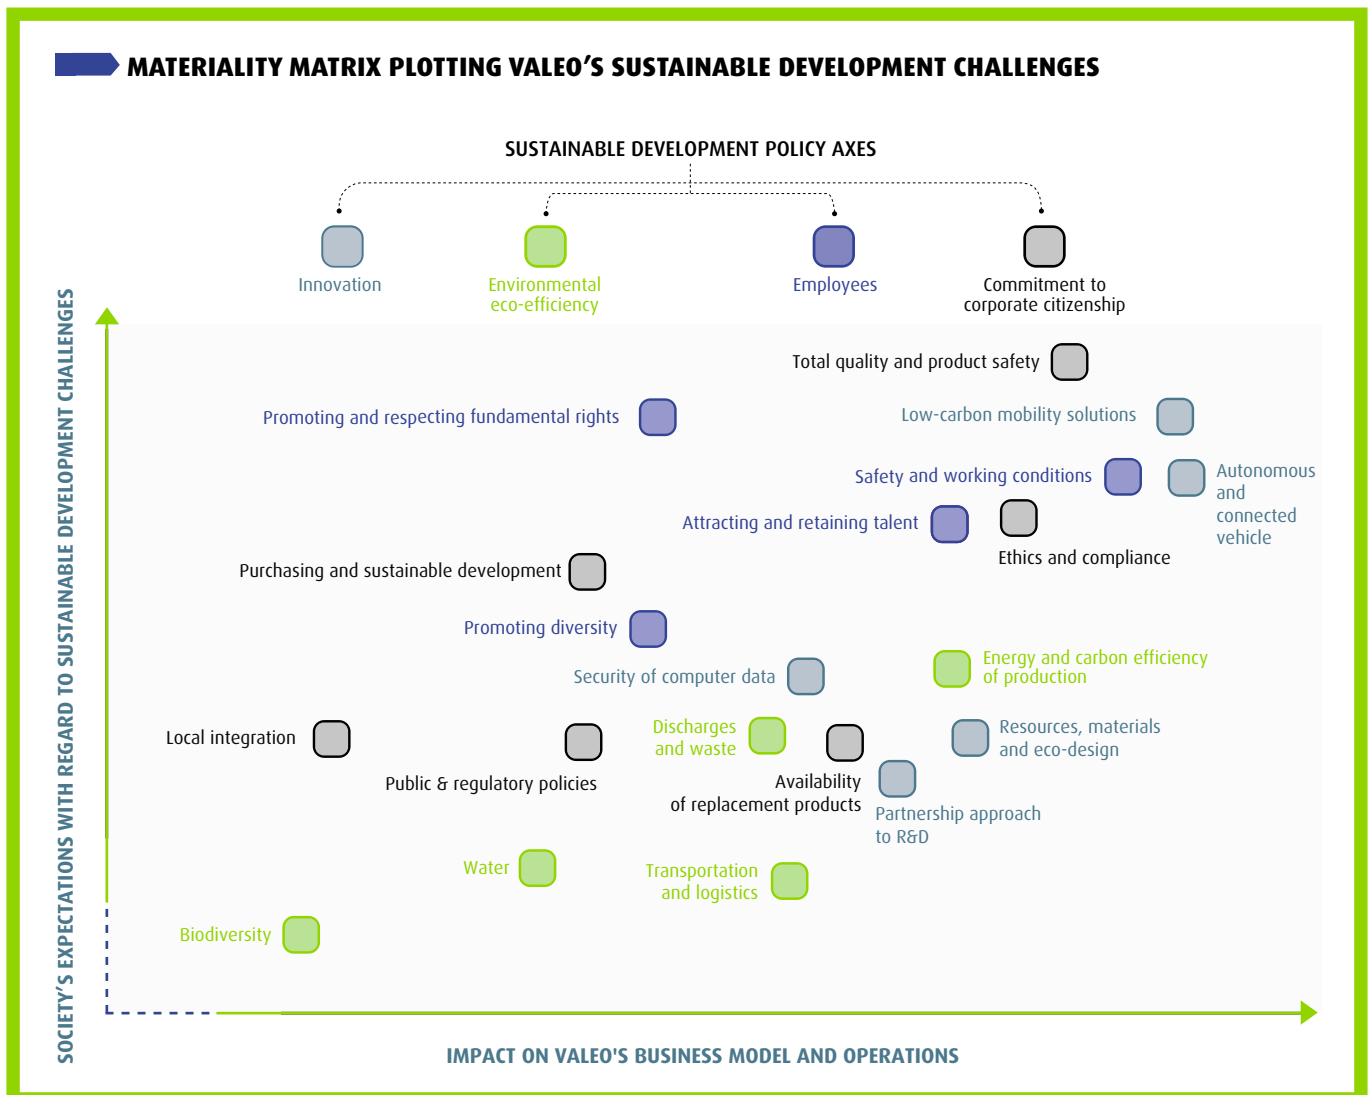 MATERIALITY MATRIX PLOTTING VALEO'S SUSTAINABLE DEVELOPMENT CHALLENGES
SUSTAINABLE DEVELOPMENT POLICY AXES
Innovation
Environmental
eco-efficiency
Employees
Commitment to
corporate citizenship
SOCIETY'S EXPECTATIONS WITH REGARD TO SUSTAINABLE DEVELOPMENT CHALLENGES
Total quality and product safety
Promoting and respecting fundamental rights
Low-carbon mobility solutions
Safety and working conditions
Autonomous
and
connected
vehicle
Attracting and retaining talent
Ethics and compliance
Purchasing and sustainable development
Promoting diversity
Security of computer data
Energy and carbon efficiency
of production
Local integration
Public & regulatory policies
Discharges
and waste
Availability
of replacement products
Resources, materials
and eco-design
Partnership approach
to R&D
Water
Transportation
and logistics
Biodiversity
IMPACT ON VALEO'S BUSINESS MODEL AND OPERATIONS